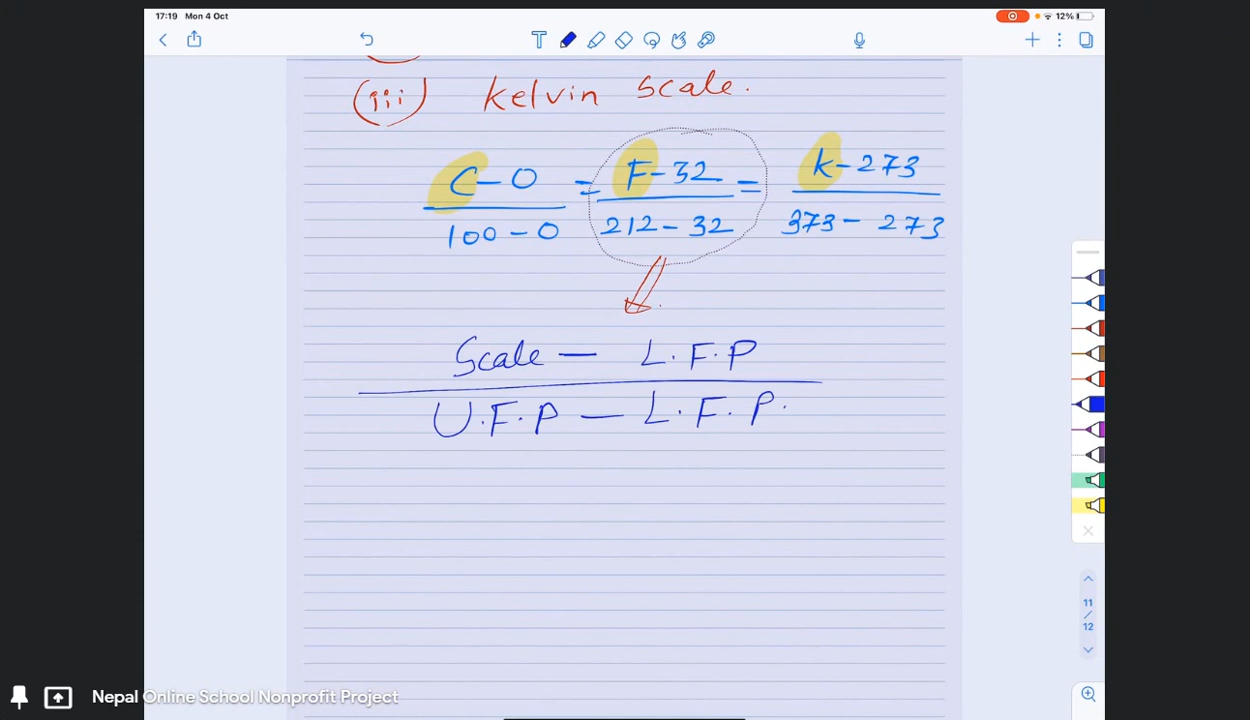 17:19 Mon 4 Oct
12%
(iii) Kelvin scale.
C-0 = F-32 = K-273
100-0 212-32 373-273
Scale — L.F.P
U.F.P — L.F.P.
11
/
12
Nepal Online School Nonprofit Project